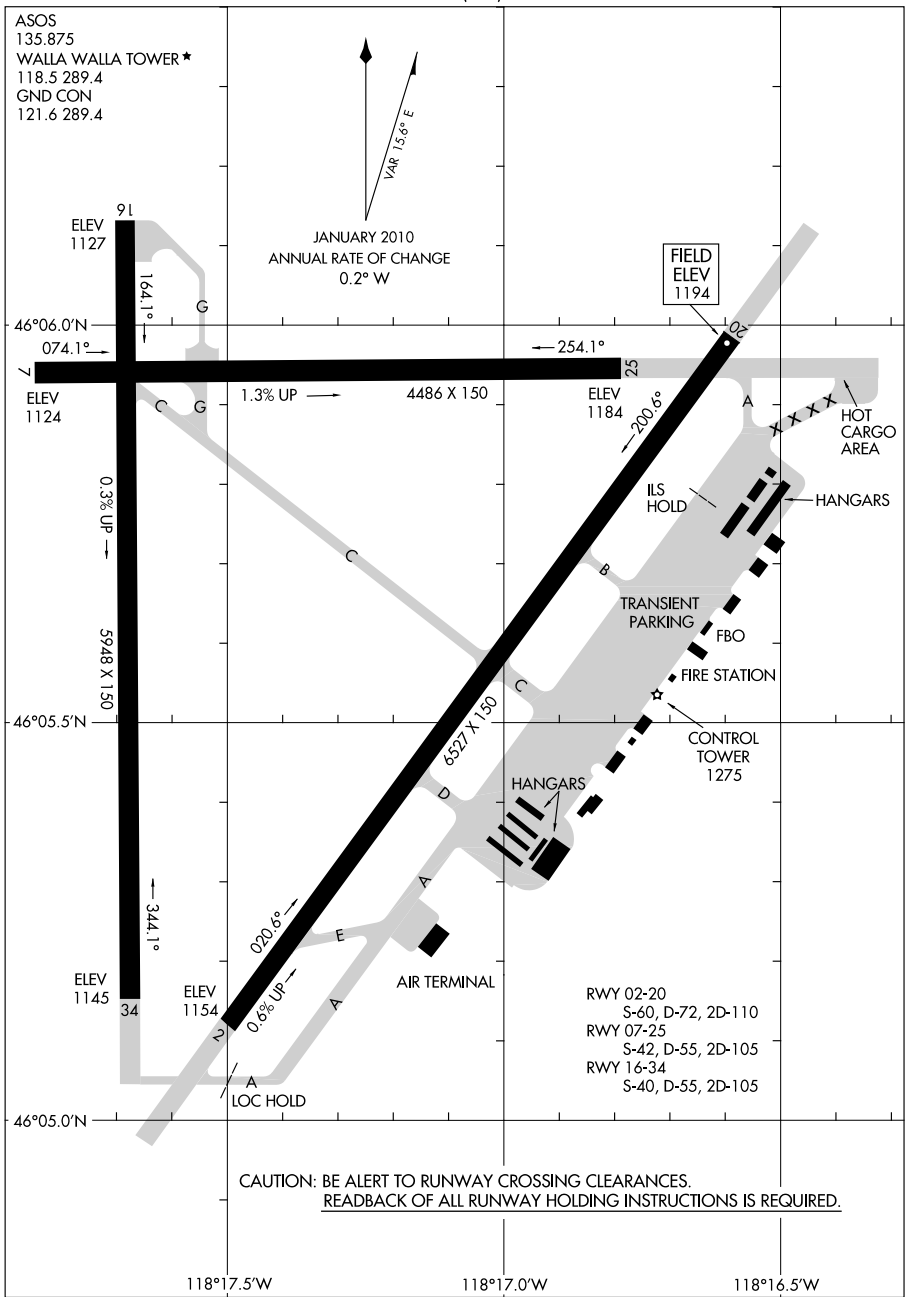 ASOS
135.875
WALLA WALLA TOWER★
118.5 289.4
GND CON
121.6 289.4
VAR 15.6° E
JANUARY 2010
ANNUAL RATE OF CHANGE
0.2° W
16
ELEV
1127
164.1°
G
FIELD
ELEV
1194
20
46°06.0'N
074.1°
254.1°
7
25
ELEV
1124
C
G
1.3% UP
4486 X 150
ELEV
1184
A
X X X X
HOT
CARGO
AREA
200.6°
0.3% UP
ILS
HOLD
HANGARS
C
B
TRANSIENT
PARKING
FBO
5948 X 150
C
FIRE STATION
46°05.5'N
6527 X 150
CONTROL
TOWER
1275
D
HANGARS
344.1°
A
020.6°
E
ELEV
1145
ELEV
1154
0.6% UP
A
AIR TERMINAL
34
2
A
LOC HOLD
RWY 02-20
S-60, D-72, 2D-110
RWY 07-25
S-42, D-55, 2D-105
RWY 16-34
S-40, D-55, 2D-105
46°05.0'N
CAUTION: BE ALERT TO RUNWAY CROSSING CLEARANCES.
READBACK OF ALL RUNWAY HOLDING INSTRUCTIONS IS REQUIRED.
118°17.5'W
118°17.0'W
118°16.5'W